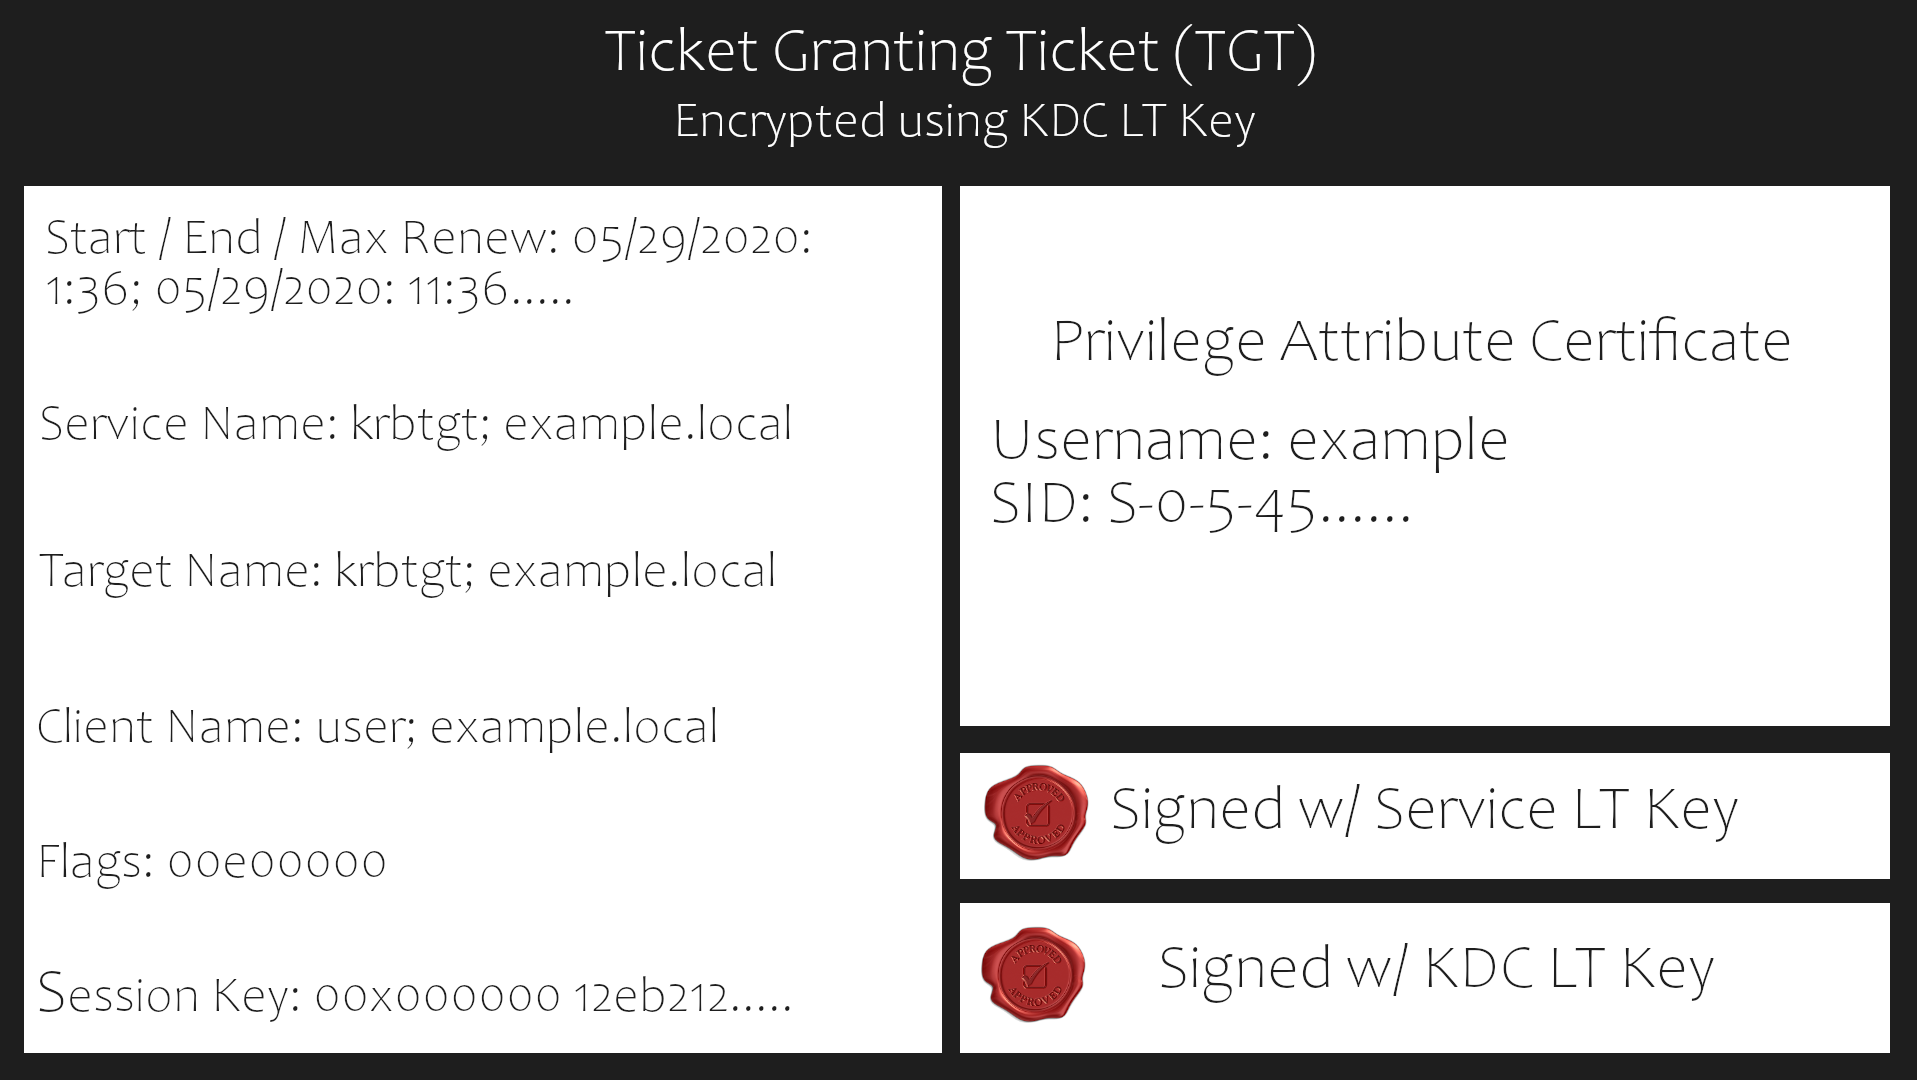 Ticket Granting Ticket (TGT)
Encrypted using KDC LT Key
Start / End / Max Renew: 05/29/2020:
1:36; 05/29/2020: 11:36.....
Service Name: krbtgt; example.local
Target Name: krbtgt; example.local
Client Name: user; example.local
Flags: 00e00000
Session Key: 00x000000 12eb212.....
Privilege Attribute Certificate
Username: example
SID: S-0-5-45......
APPROVED
APPROVED
Signed w/ Service LT Key
APPROVED
APPROVED
Signed w/ KDC LT Key